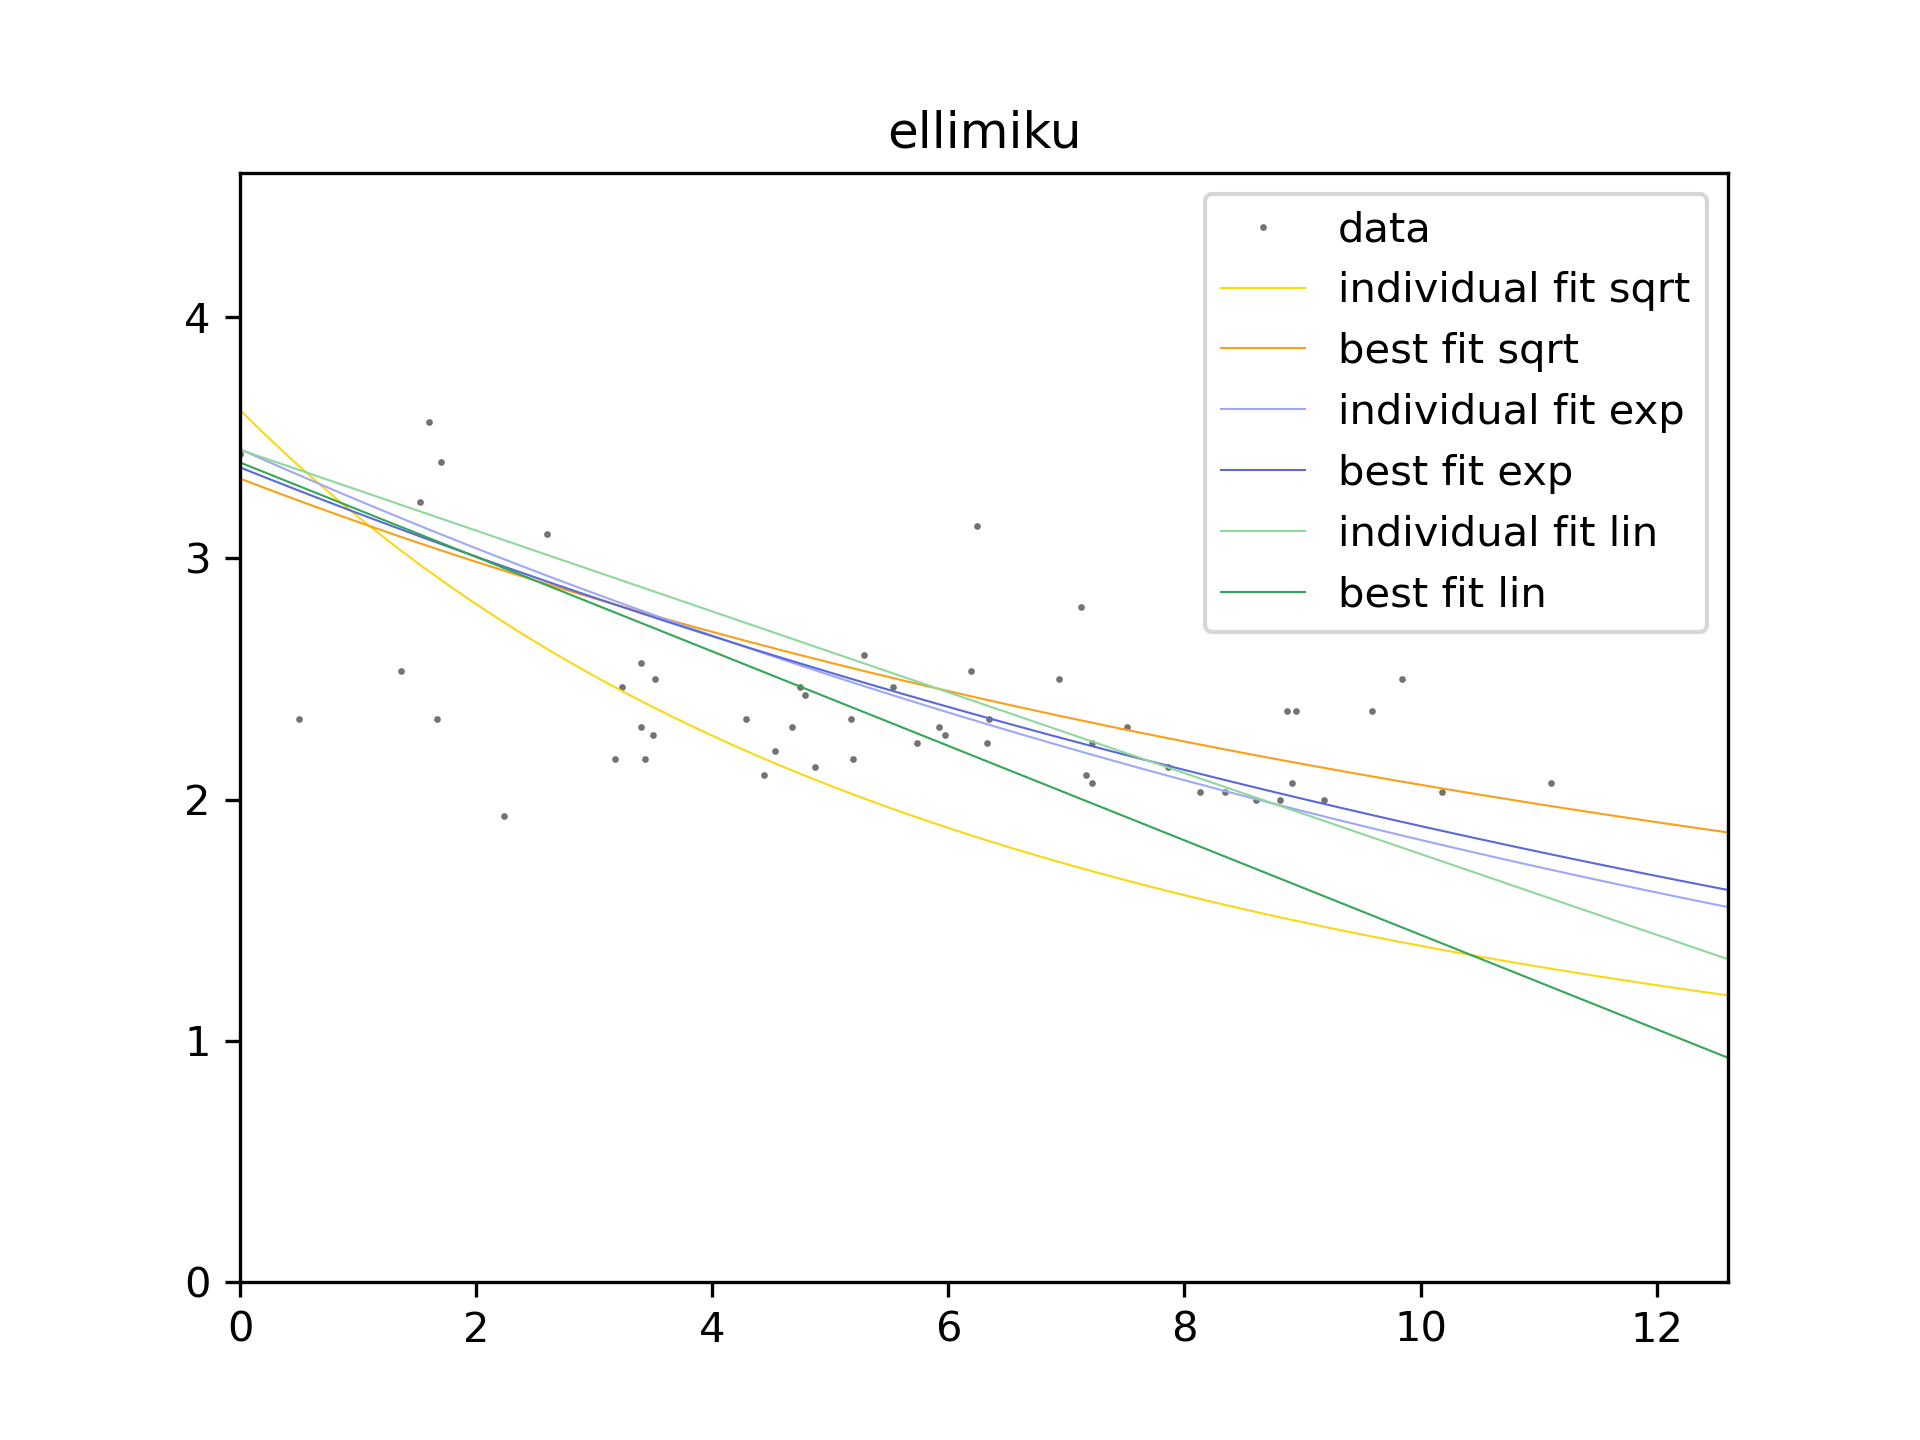 ellimiku
data
individual fit sqrt
best fit sqrt
individual fit exp
best fit exp
individual fit lin
best fit lin
4
3
2
1
0
0 2 4 6 8 10 12